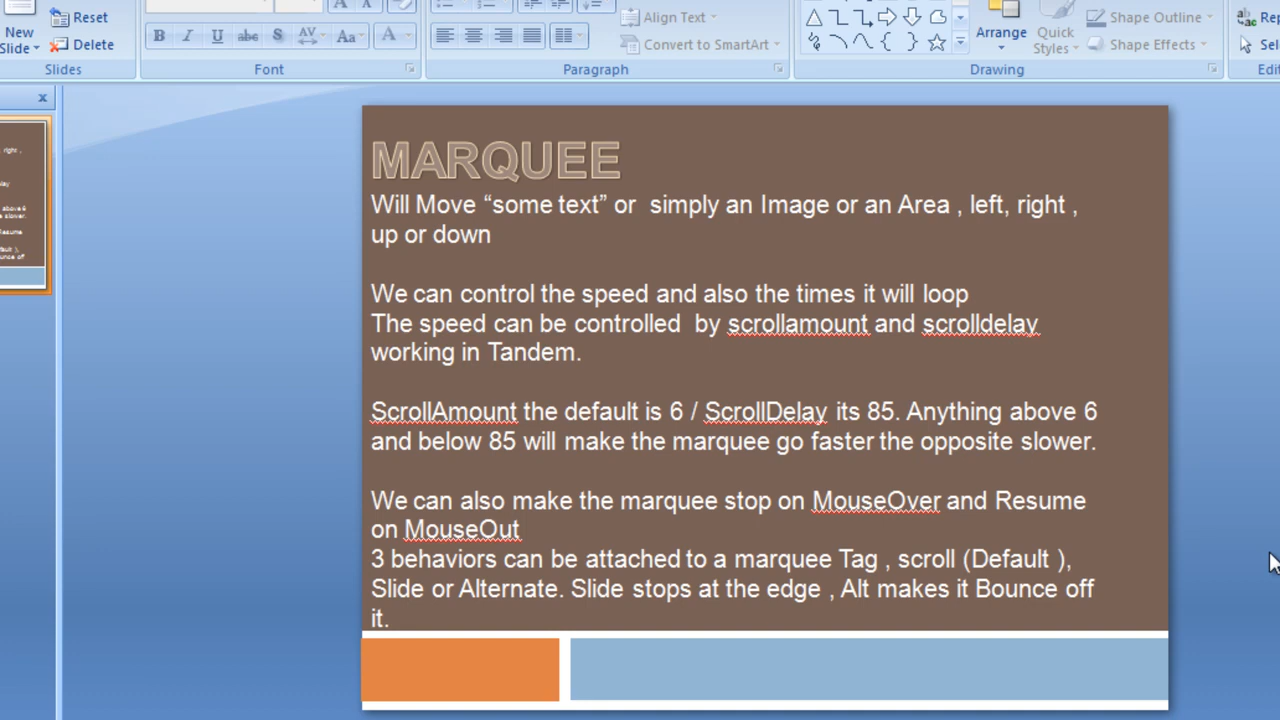 New
Slide
Reset
Delete
Slides
B I U abc S AV Aa A
Font
Align Text
Convert to SmartArt
Paragraph
Arrange
Quick
Styles
Shape Outline
Shape Effects
Drawing
MARQUEE
Will Move “some text” or simply an Image or an Area , left, right ,
up or down
We can control the speed and also the times it will loop
The speed can be controlled by scrollamount and scrolldelay
working in Tandem.
ScrollAmount the default is 6 / ScrollDelay its 85. Anything above 6
and below 85 will make the marquee go faster the opposite slower.
We can also make the marquee stop on MouseOver and Resume
on MouseOut
3 behaviors can be attached to a marquee Tag , scroll (Default ),
Slide or Alternate. Slide stops at the edge , Alt makes it Bounce off
it.